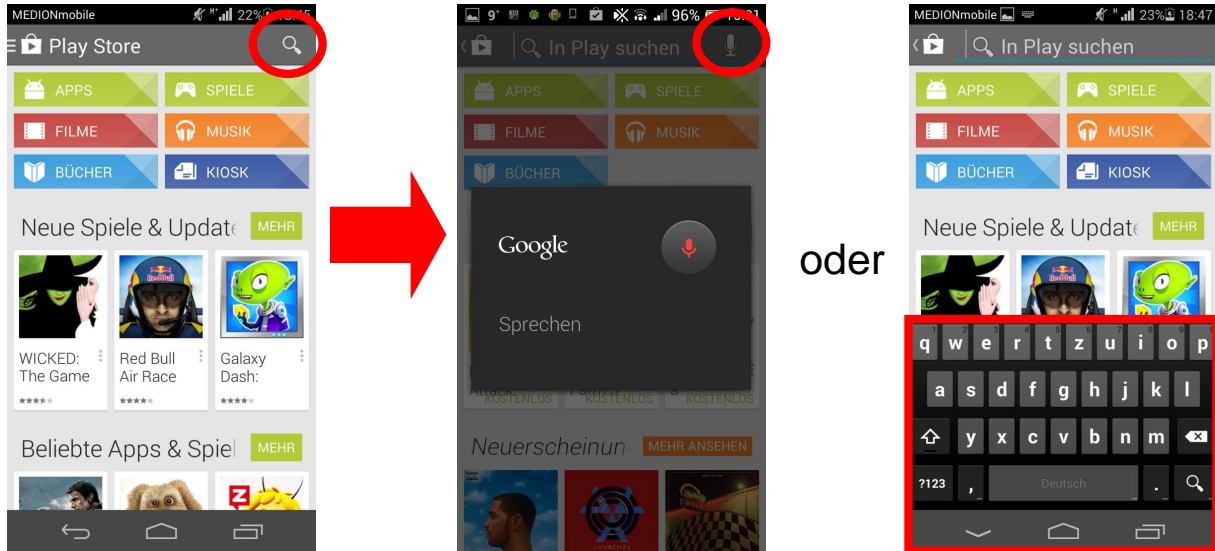 MEDIONmobile 22%
Play Store
APPS SPIELE
FILME MUSIK
BÜCHER KIOSK
Neue Spiele & Update MEHR
RedBull
WICKED: The Game
Red Bull Air Race
Galaxy Dash:
Beliebte Apps & Spiel MEHR
Z
9° 96%
In Play suchen
APPS SPIELE
FILME MUSIK
BÜCHER
Google
Sprechen
KOSTENLOS KOSTENLOS KOSTENLOS
Neuerscheinun MEHR ANSEHEN
CHVRCHES
oder
MEDIONmobile H 23% 18:47
In Play suchen
APPS SPIELE
FILME MUSIK
BÜCHER KIOSK
Neue Spiele & Update MEHR
RedBull
q w e r t z u i o p
a s d f g h j k l
y x c v b n m
?123 , Deutsch .